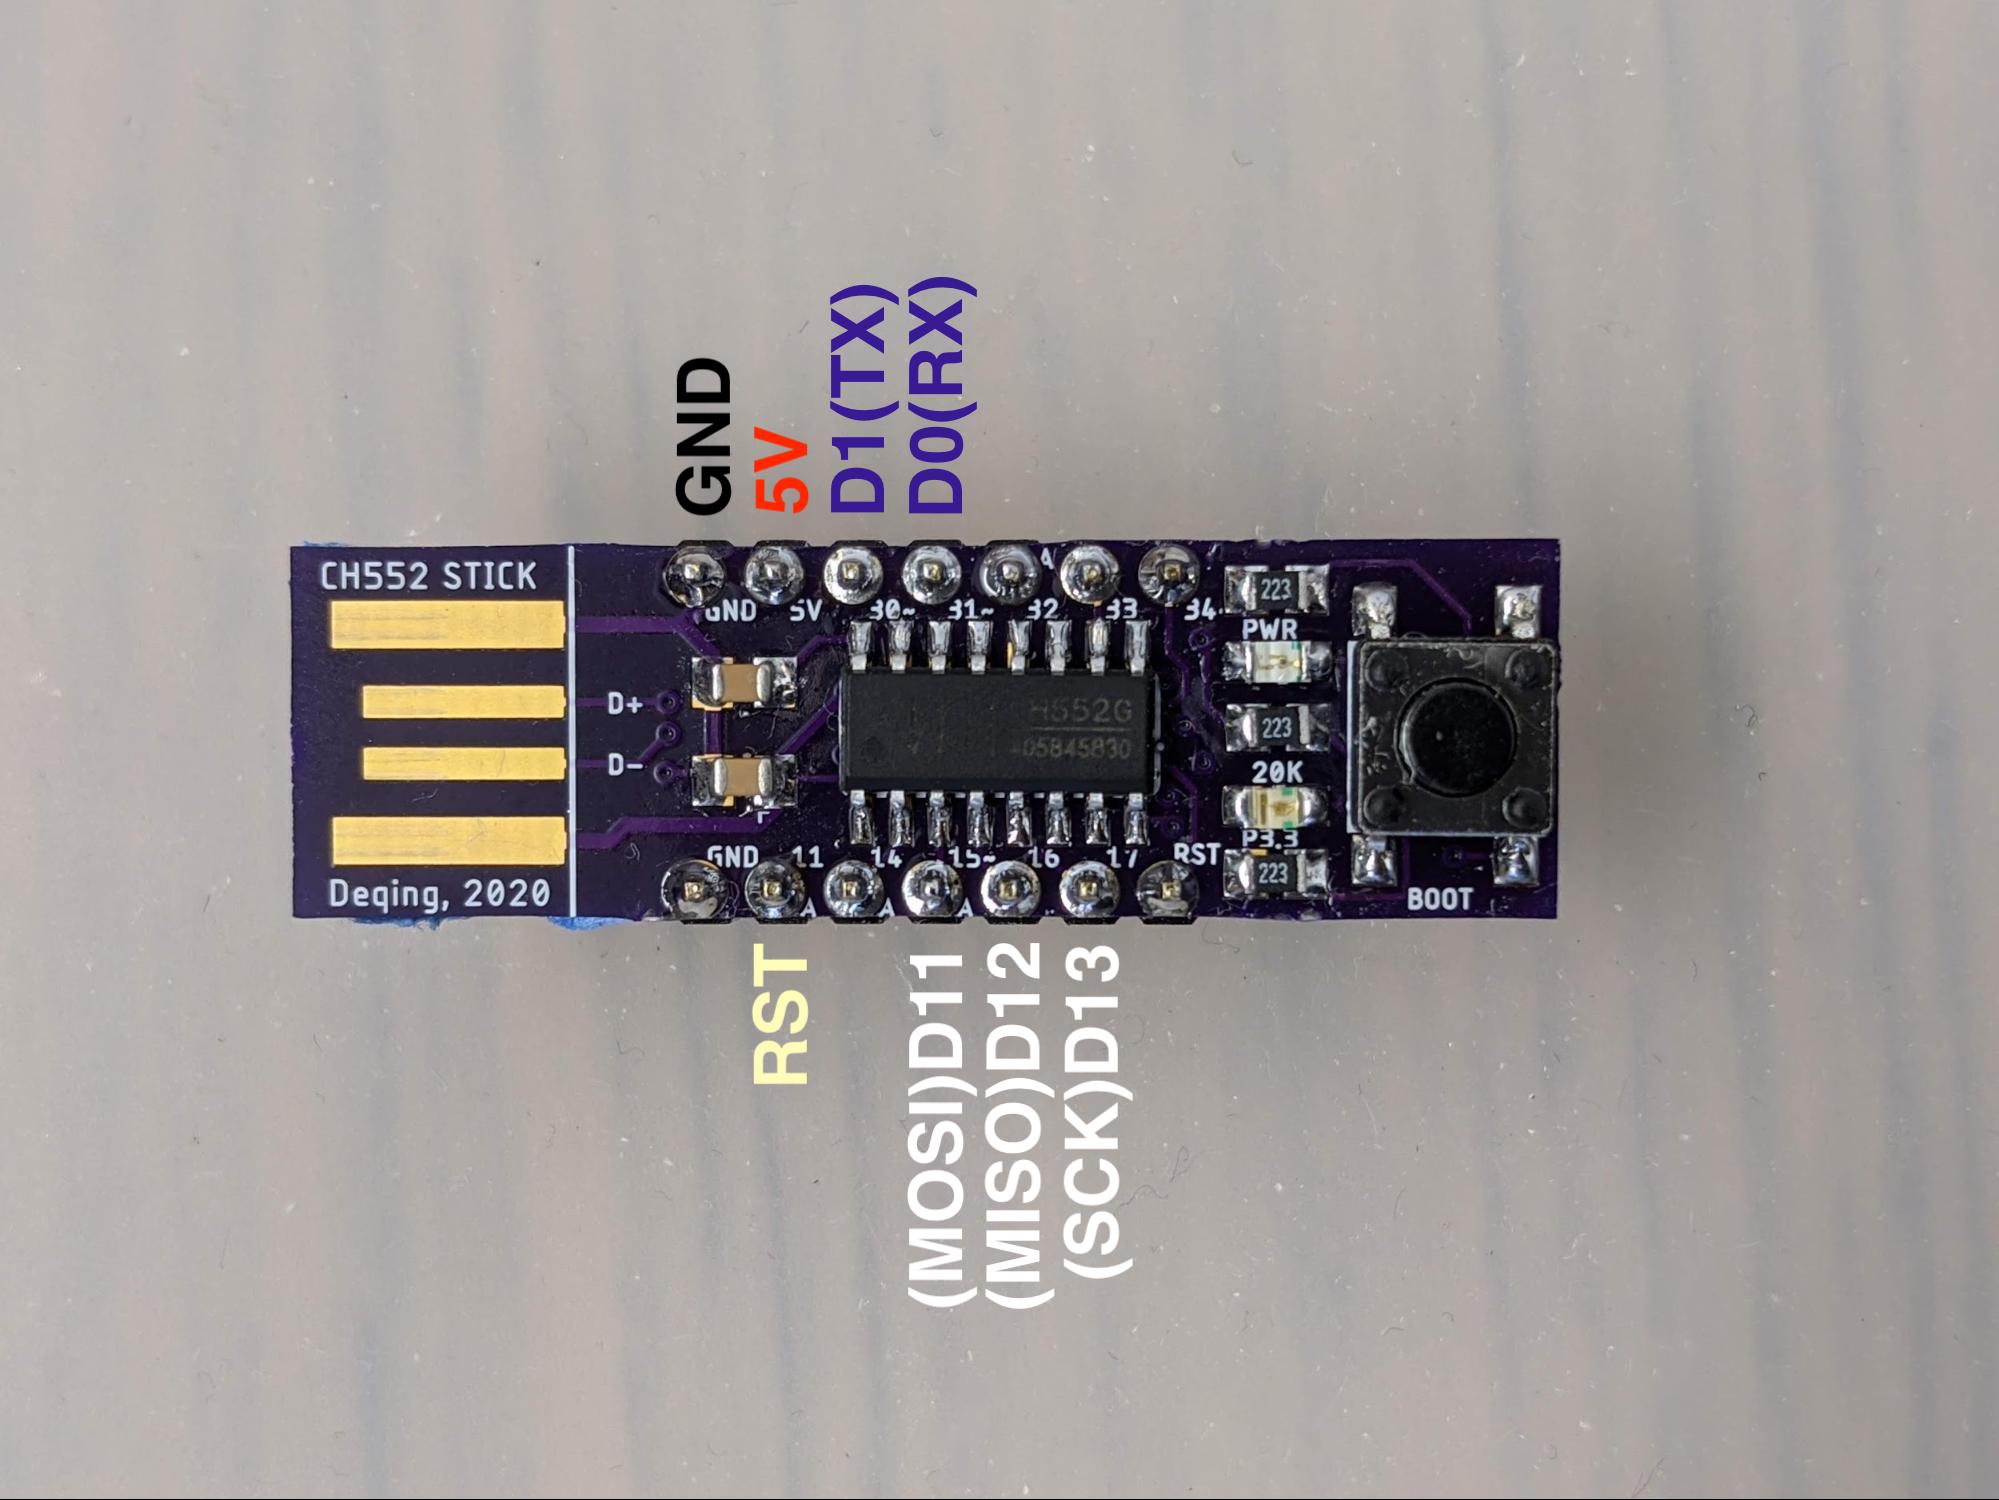 GND
5V
D1(TX)
D0(RX)
CH552 STICK
GND 5V 30~ 31~ 32 33 34
A
223
PWR
D+
223
H552G
05845830
D-
20K
P3.3
GND 11 14 15~ 16 17 RST
223
A A A
Deqing, 2020
BOOT
RST
(MOSI)D11
(MISO)D12
(SCK)D13